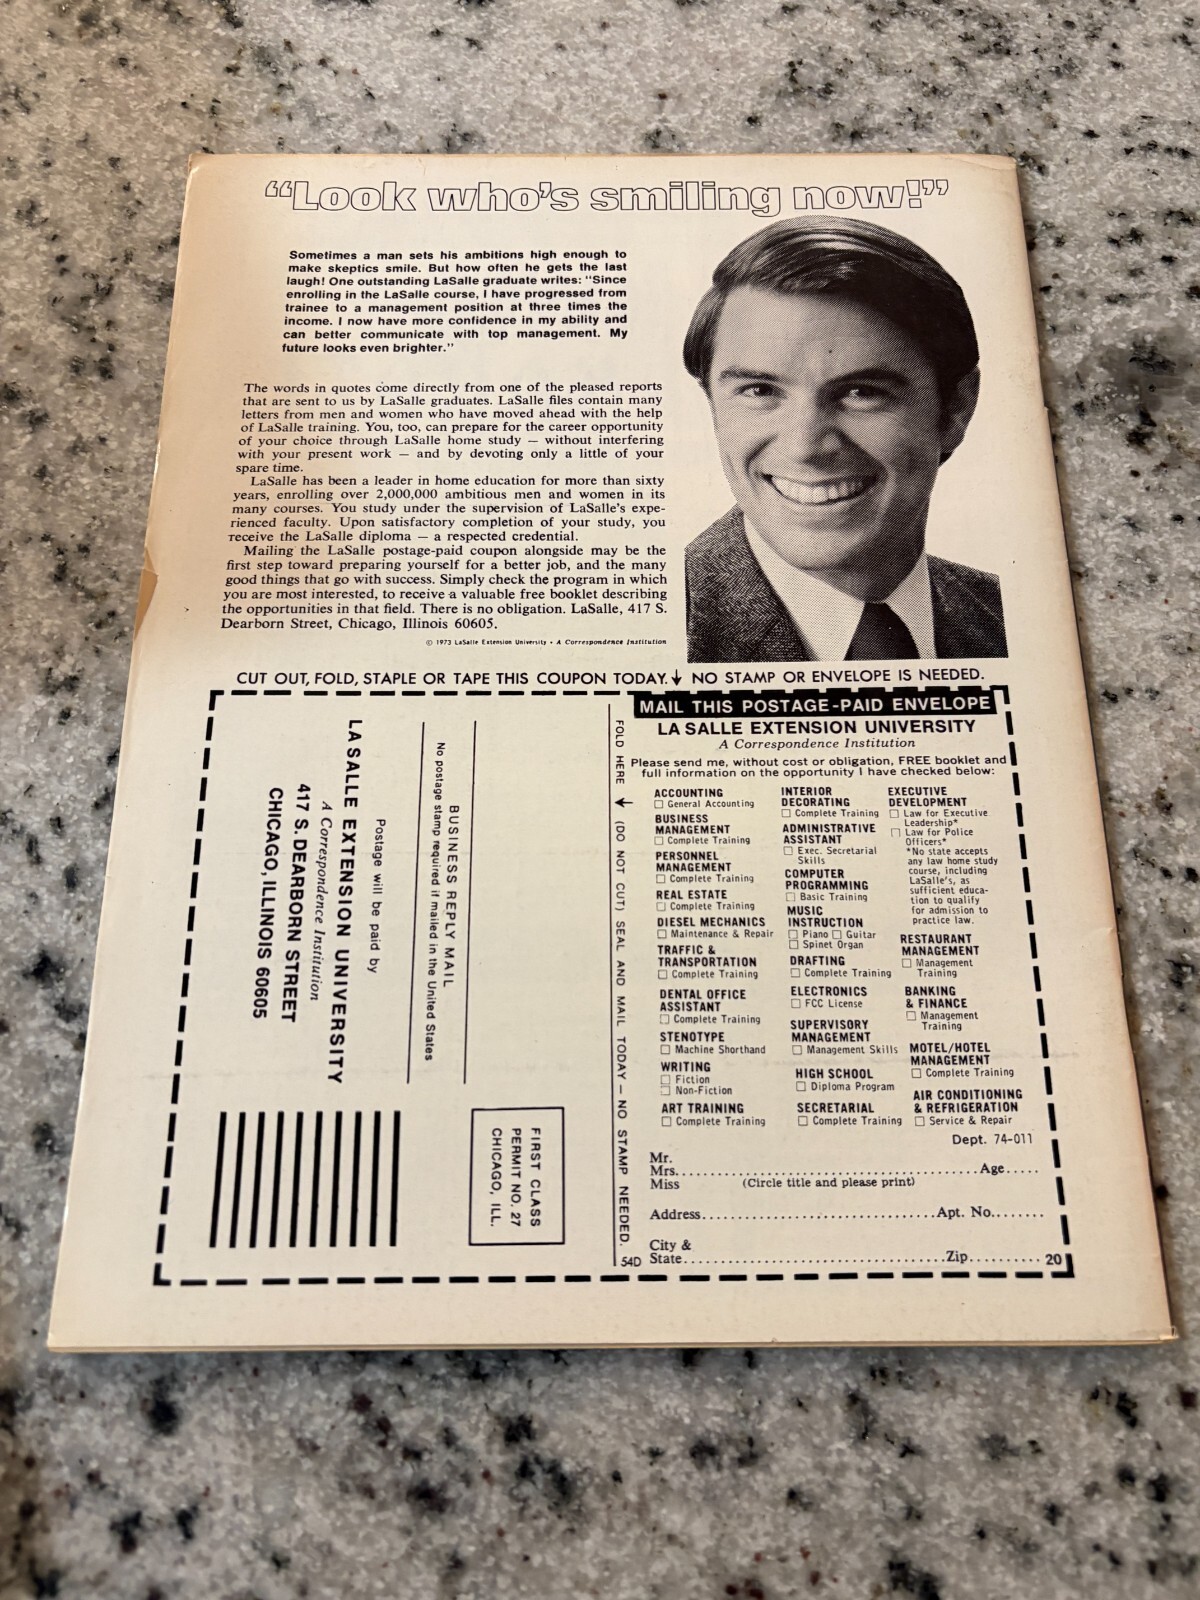 “Look who’s smiling now!”
Sometimes a man sets his ambitions high enough to
make skeptics smile. But how often he gets the last
laugh! One outstanding LaSalle graduate writes: “Since
enrolling in the LaSalle course, I have progressed from
trainee to a management position at three times the
income. I now have more confidence in my ability and
can better communicate with top management. My
future looks even brighter.”
The words in quotes come directly from one of the pleased reports
that are sent to us by LaSalle graduates. LaSalle files contain many
letters from men and women who have moved ahead with the help
of LaSalle training. You, too, can prepare for the career opportunity
of your choice through LaSalle home study — without interfering
with your present work — and by devoting only a little of your
spare time.
LaSalle has been a leader in home education for more than sixty
years, enrolling over 2,000,000 ambitious men and women in its
many courses. You study under the supervision of LaSalle’s expe-
rienced faculty. Upon satisfactory completion of your study, you
receive the LaSalle diploma — a respected credential.
Mailing the LaSalle postage-paid coupon alongside may be the
first step toward preparing yourself for a better job, and the many
good things that go with success. Simply check the program in which
you are most interested, to receive a valuable free booklet describing
the opportunities in that field. There is no obligation. LaSalle, 417 S.
Dearborn Street, Chicago, Illinois 60605.
© 1973 LaSalle Extension University • A Correspondence Institution
CUT OUT, FOLD, STAPLE OR TAPE THIS COUPON TODAY.↓ NO STAMP OR ENVELOPE IS NEEDED.
BUSINESS REPLY MAIL
No postage stamp required if mailed in the United States
Postage will be paid by
LA SALLE EXTENSION UNIVERSITY
A Correspondence Institution
417 S. DEARBORN STREET
CHICAGO, ILLINOIS 60605
FIRST CLASS
PERMIT NO. 27
CHICAGO, ILL.
FOLD HERE ← (DO NOT CUT) SEAL AND MAIL TODAY — NO STAMP NEEDED.
54D
MAIL THIS POSTAGE-PAID ENVELOPE
LA SALLE EXTENSION UNIVERSITY
A Correspondence Institution
Please send me, without cost or obligation, FREE booklet and
full information on the opportunity I have checked below:
ACCOUNTING
☐ General Accounting
BUSINESS
MANAGEMENT
☐ Complete Training
PERSONNEL
MANAGEMENT
☐ Complete Training
REAL ESTATE
☐ Complete Training
DIESEL MECHANICS
☐ Maintenance & Repair
TRAFFIC &
TRANSPORTATION
☐ Complete Training
DENTAL OFFICE
ASSISTANT
☐ Complete Training
STENOTYPE
☐ Machine Shorthand
WRITING
☐ Fiction
☐ Non-Fiction
ART TRAINING
☐ Complete Training
INTERIOR
DECORATING
☐ Complete Training
ADMINISTRATIVE
ASSISTANT
☐ Exec. Secretarial
Skills
COMPUTER
PROGRAMMING
☐ Basic Training
MUSIC
INSTRUCTION
☐ Piano ☐ Guitar
☐ Spinet Organ
DRAFTING
☐ Complete Training
ELECTRONICS
☐ FCC License
SUPERVISORY
MANAGEMENT
☐ Management Skills
HIGH SCHOOL
☐ Diploma Program
SECRETARIAL
☐ Complete Training
EXECUTIVE
DEVELOPMENT
☐ Law for Executive
Leadership*
☐ Law for Police
Officers*
*No state accepts
any law home study
course, including
LaSalle’s, as
sufficient educa-
tion to qualify
for admission to
practice law.
RESTAURANT
MANAGEMENT
☐ Management
Training
BANKING
& FINANCE
☐ Management
Training
MOTEL/HOTEL
MANAGEMENT
☐ Complete Training
AIR CONDITIONING
& REFRIGERATION
☐ Service & Repair
Dept. 74-011
Mr.
Mrs. Age
Miss (Circle title and please print)
Address Apt. No.
City &
State Zip 20